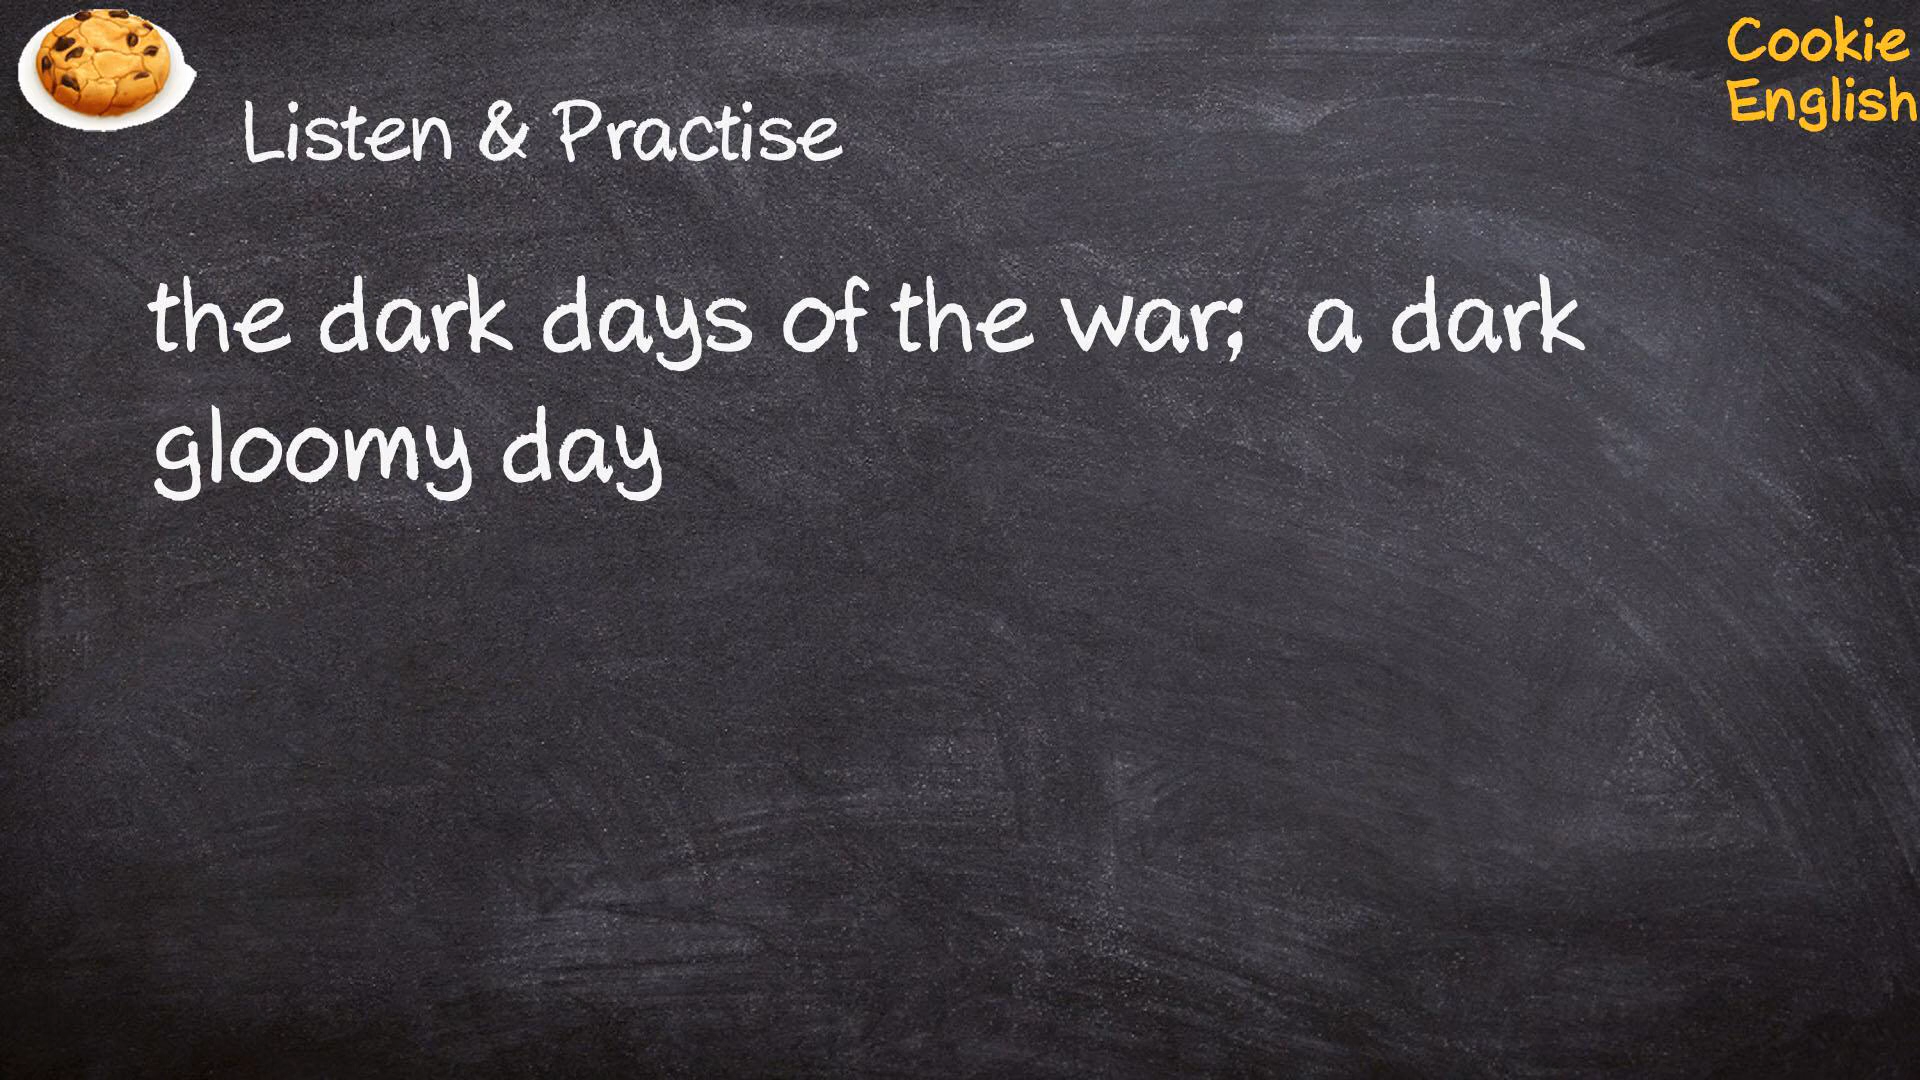 Cookie
English
Listen & Practise
the dark days of the war;  a dark
gloomy day